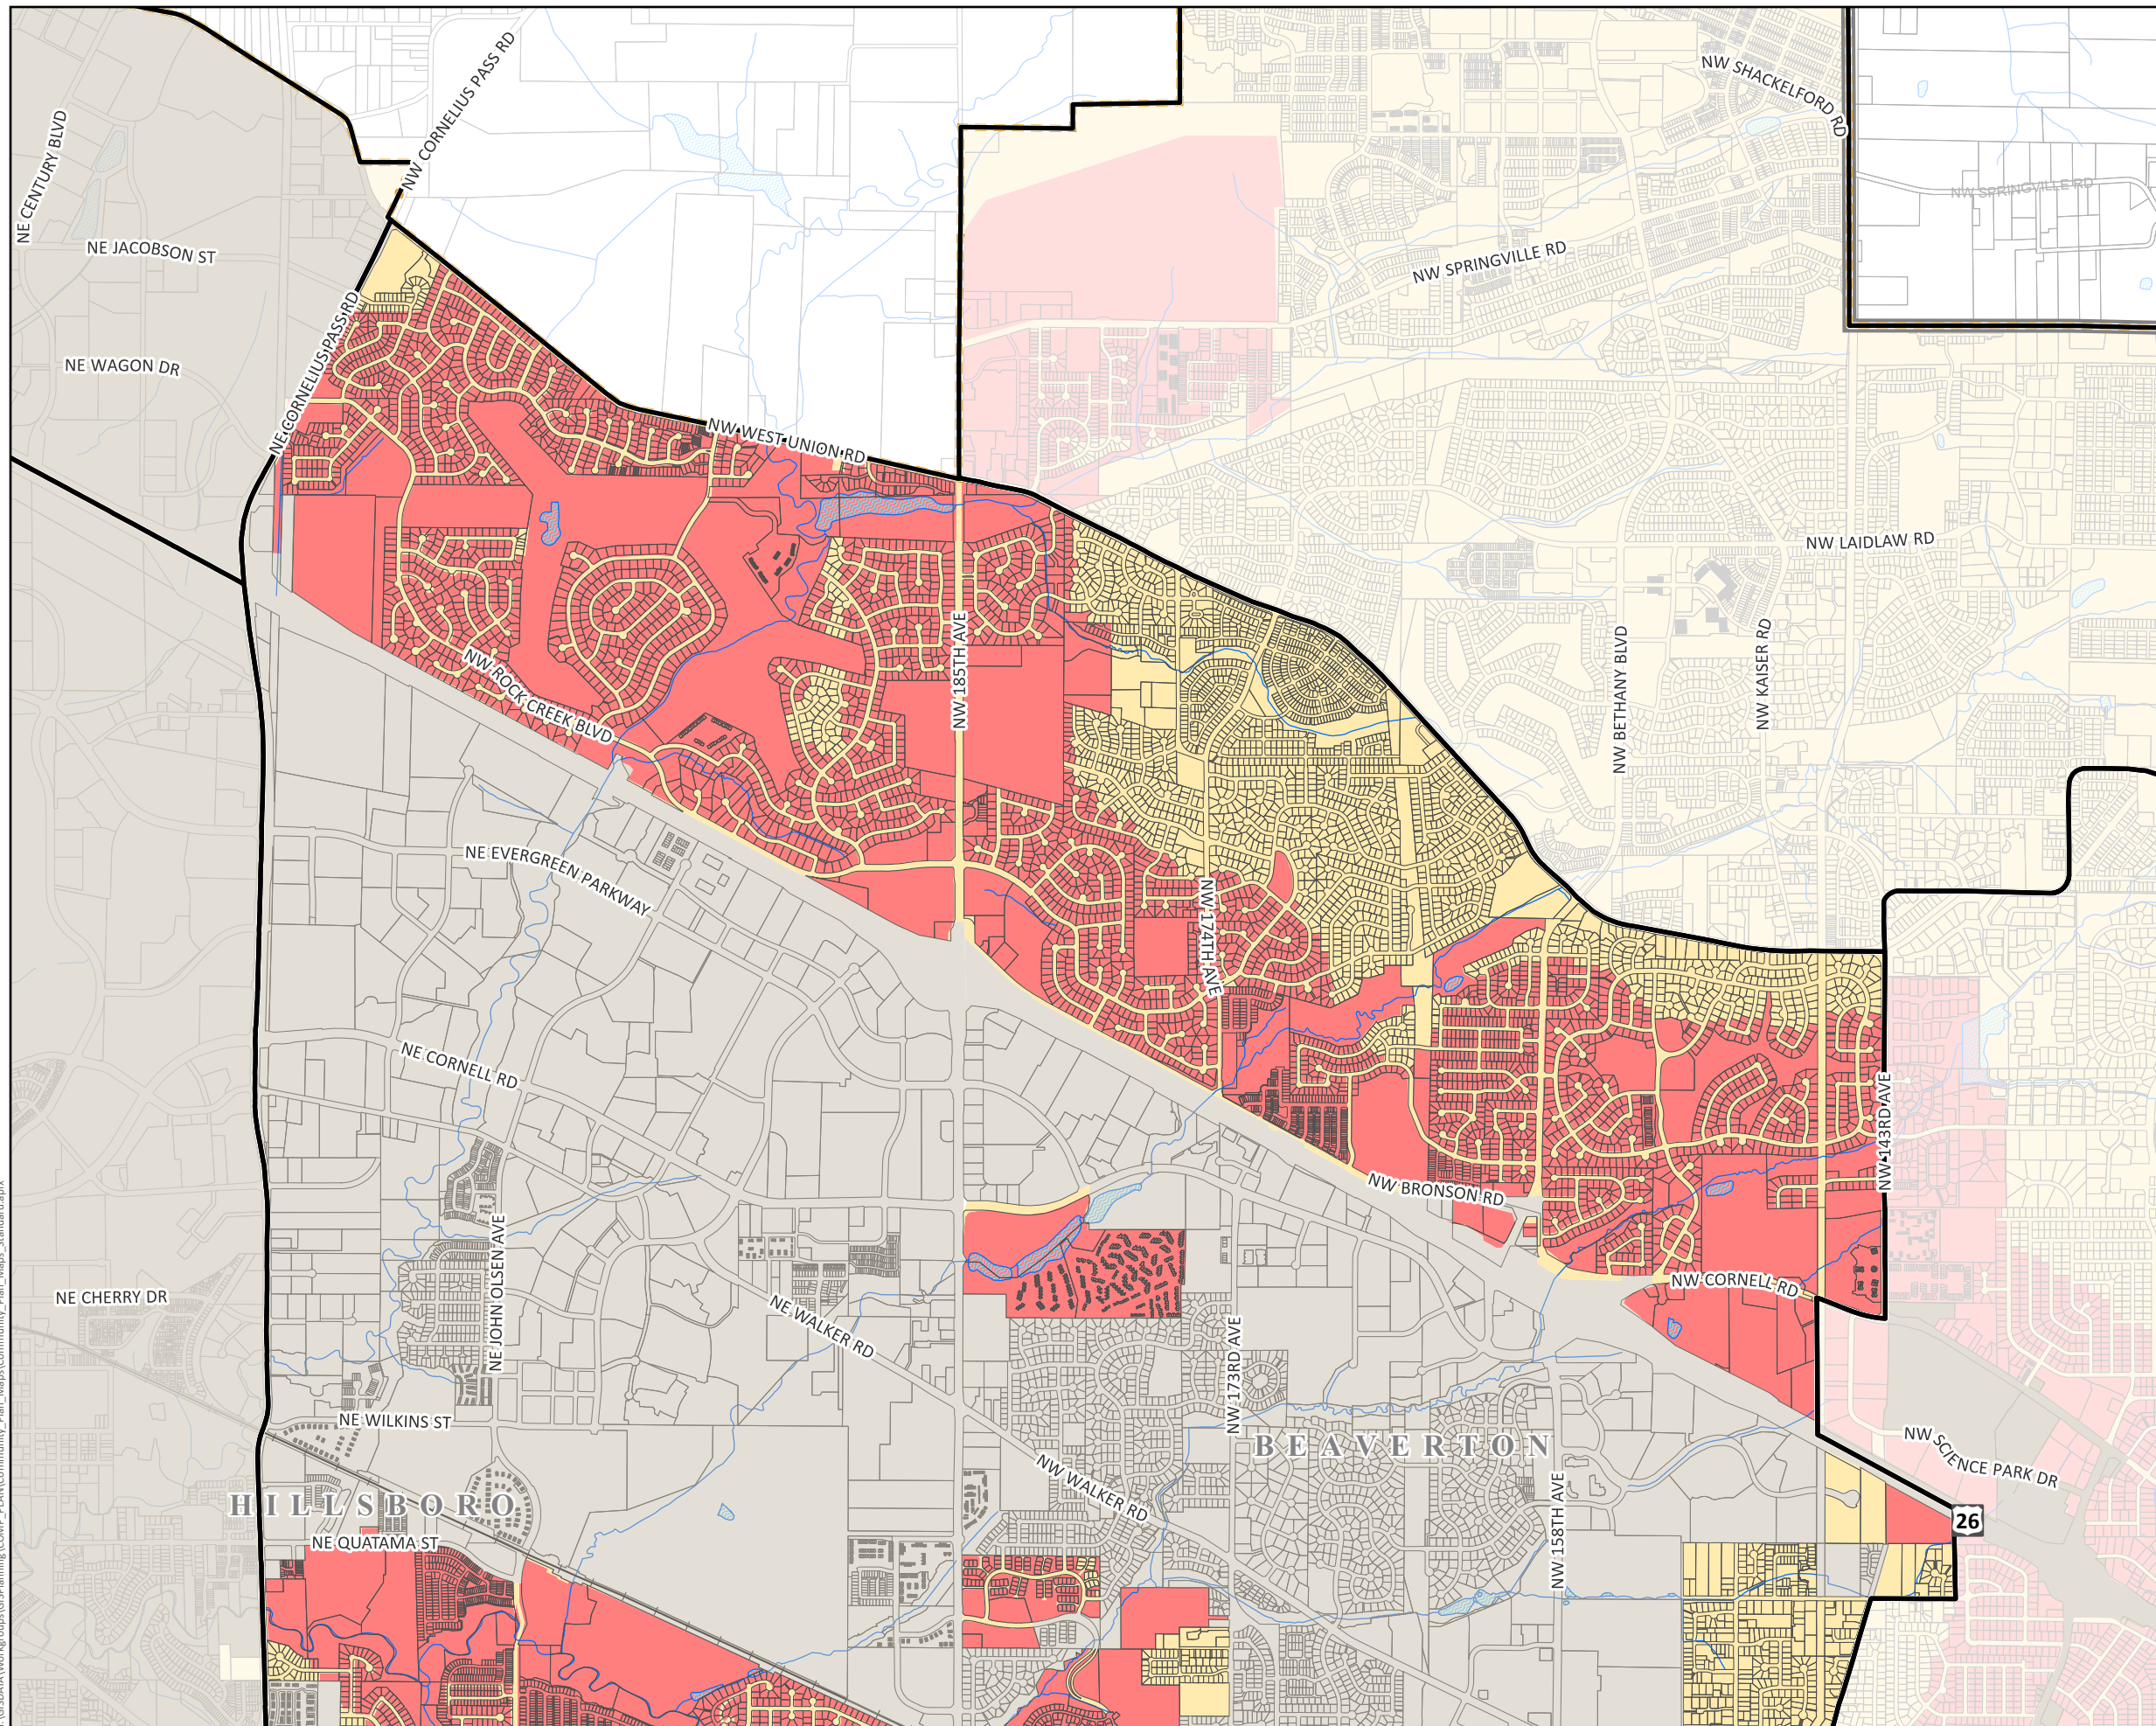 NW SHACKELFORD RD
NW CORNELIUS PASS RD
NE CENTURY BLVD
NW SPRINGVILLE RD
NE JACOBSON ST
NW SPRINGVILLE RD
NE CORNELIUS PASS RD
NE WAGON DR
NW WEST UNION RD
NW LAIDLAW RD
NW 185TH AVE
NW BETHANY BLVD
NW KAISER RD
NW ROCK CREEK BLVD
NE EVERGREEN PARKWAY
NW 174TH AVE
NE CORNELL RD
NW 143RD AVE
NW BRONSON RD
NE JOHN OLSEN AVE
NW CORNELL RD
NE CHERRY DR
NE WALKER RD
NW 173RD AVE
NE WILKINS ST
BEAVERTON
NW SCIENCE PARK DR
NW WALKER RD
HILLSBORO
NW 158TH AVE
26
NE QUATAMA ST